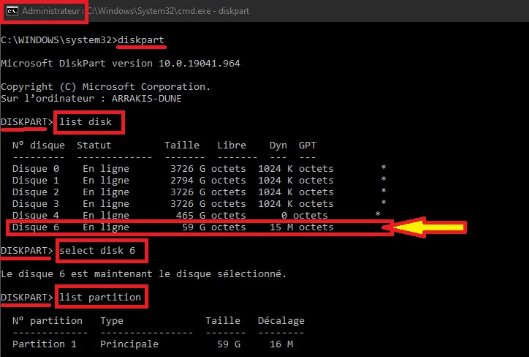 Administrateur : C:\Windows\System32\cmd.exe - diskpart
C:\WINDOWS\system32>diskpart
Microsoft DiskPart version 10.0.19041.964
Copyright (C) Microsoft Corporation.
Sur l'ordinateur : ARRAKIS-DUNE
DISKPART> list disk
N° disque  Statut         Taille   Libre    Dyn  GPT
---------  -------------  -------  -------  ---  ---
Disque 0    En ligne        3726 G octets  1024 K octets        *
Disque 1    En ligne        2794 G octets  1024 K octets        *
Disque 2    En ligne        3726 G octets  1024 K octets        *
Disque 3    En ligne        3726 G octets  1024 K octets        *
Disque 4    En ligne         465 G octets      0 octets        *
Disque 6    En ligne          59 G octets    15 M octets        *
DISKPART> select disk 6
Le disque 6 est maintenant le disque sélectionné.
DISKPART> list partition
N° partition   Type              Taille   Décalage
-------------  ----------------  -------  --------
Partition 1    Principale          59 G    16 M